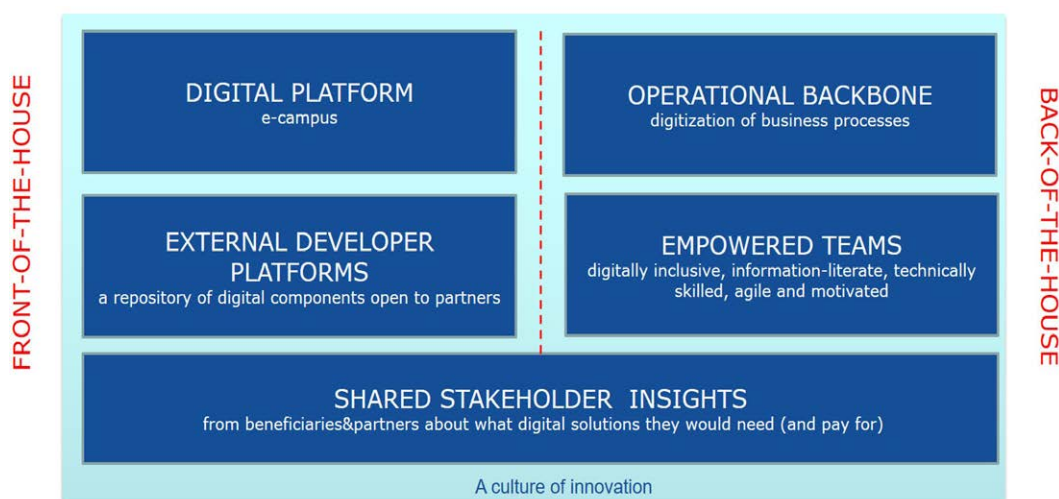 FRONT-OF-THE-HOUSE
DIGITAL PLATFORM
e-campus
EXTERNAL DEVELOPER
PLATFORMS
a repository of digital components open to partners
OPERATIONAL BACKBONE
digitization of business processes
EMPOWERED TEAMS
digitally inclusive, information-literate, technically
skilled, agile and motivated
BACK-OF-THE-HOUSE
SHARED STAKEHOLDER INSIGHTS
from beneficiaries&partners about what digital solutions they would need (and pay for)
A culture of innovation